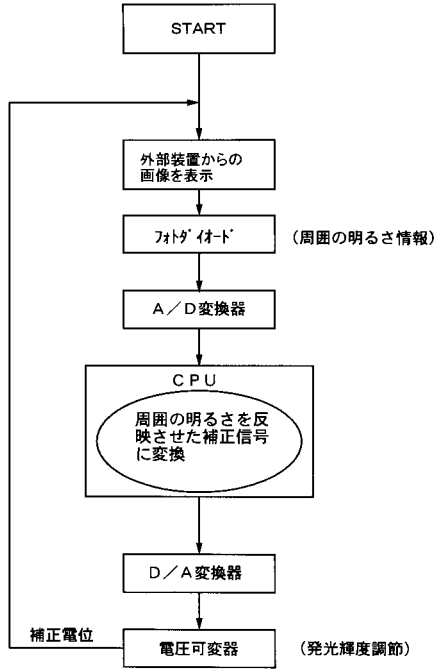 START
外部装置からの
画像を表示
ﾌｫﾄﾀﾞｲｵｰﾄﾞ
（周囲の明るさ情報）
Ａ／Ｄ変換器
ＣＰＵ
周囲の明るさを反
映させた補正信号
に変換
Ｄ／Ａ変換器
補正電位
電圧可変器
（発光輝度調節）